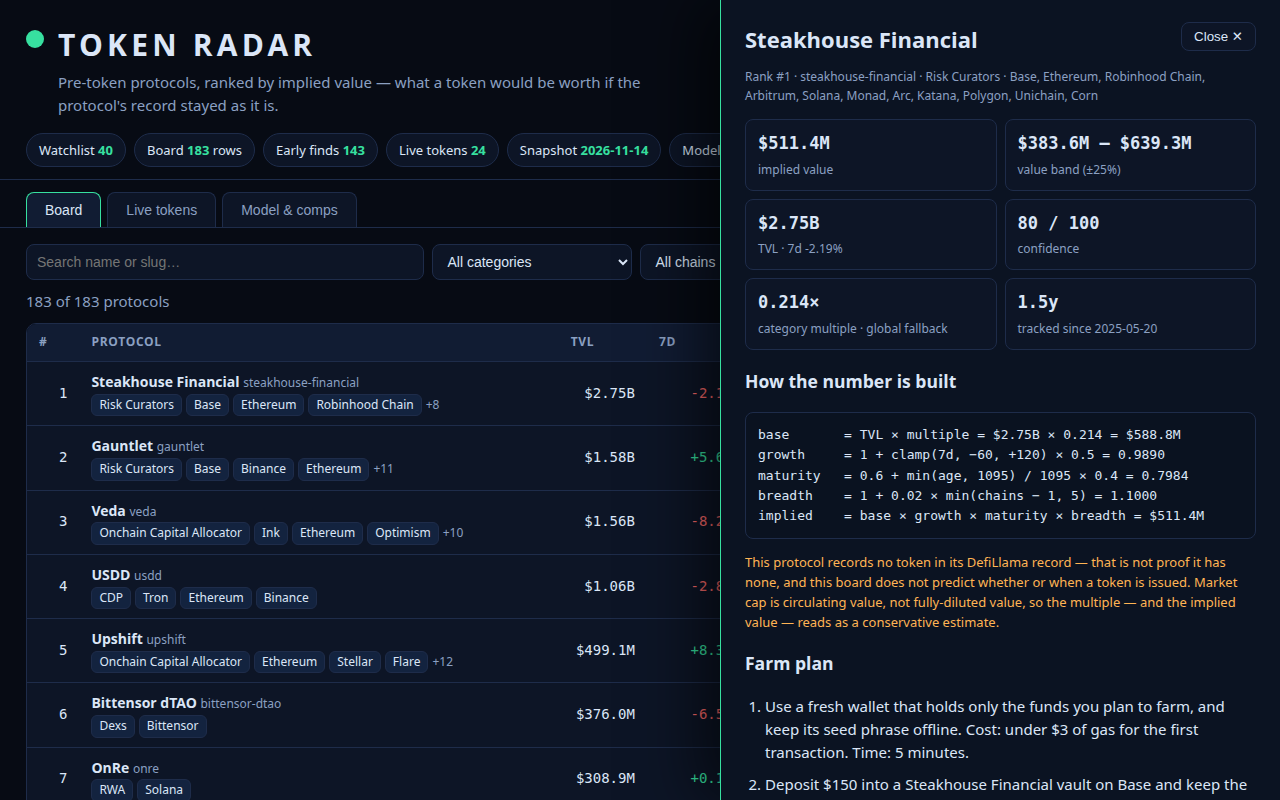 TOKEN RADAR
Pre-token protocols, ranked by implied value — what a token would be worth if the
protocol's record stayed as it is.
Watchlist 40
Board 183 rows
Early finds 143
Live tokens 24
Snapshot 2026-11-14
Model
Board
Live tokens
Model & comps
Search name or slug…
All categories
All chains
183 of 183 protocols
# PROTOCOL TVL 7D
1 Steakhouse Financial steakhouse-financial $2.75B
Risk Curators Base Ethereum Robinhood Chain +8
2 Gauntlet gauntlet $1.58B
Risk Curators Base Binance Ethereum +11
3 Veda veda $1.56B
Onchain Capital Allocator Ink Ethereum Optimism +10
4 USDD usdd $1.06B
CDP Tron Ethereum Binance
5 Upshift upshift $499.1M
Onchain Capital Allocator Ethereum Stellar Flare +12
6 Bittensor dTAO bittensor-dtao $376.0M
Dexs Bittensor
7 OnRe onre $308.9M
RWA Solana
Steakhouse Financial
Close ✕
Rank #1 · steakhouse-financial · Risk Curators · Base, Ethereum, Robinhood Chain,
Arbitrum, Solana, Monad, Arc, Katana, Polygon, Unichain, Corn
$511.4M
implied value
$383.6M – $639.3M
value band (±25%)
$2.75B
TVL · 7d -2.19%
80 / 100
confidence
0.214×
category multiple · global fallback
1.5y
tracked since 2025-05-20
How the number is built
base = TVL × multiple = $2.75B × 0.214 = $588.8M
growth = 1 + clamp(7d, −60, +120) × 0.5 = 0.9890
maturity = 0.6 + min(age, 1095) / 1095 × 0.4 = 0.7984
breadth = 1 + 0.02 × min(chains − 1, 5) = 1.1000
implied = base × growth × maturity × breadth = $511.4M
This protocol records no token in its DefiLlama record — that is not proof it has
none, and this board does not predict whether or when a token is issued. Market
cap is circulating value, not fully-diluted value, so the multiple — and the implied
value — reads as a conservative estimate.
Farm plan
1. Use a fresh wallet that holds only the funds you plan to farm, and
keep its seed phrase offline. Cost: under $3 of gas for the first
transaction. Time: 5 minutes.
2. Deposit $150 into a Steakhouse Financial vault on Base and keep the